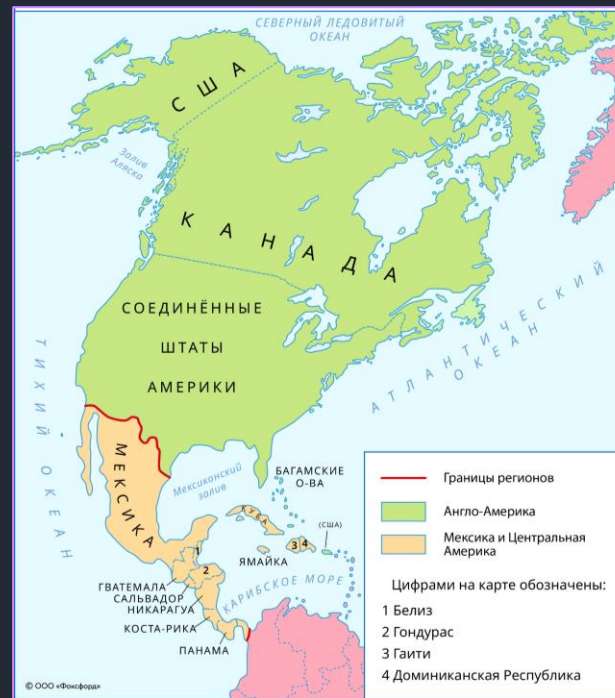 СЕВЕРНЫЙ ЛЕДОВИТЫЙ
ОКЕАН
США
Залив
Аляска
КАНАДА
СОЕДИНЁННЫЕ
ШТАТЫ
АМЕРИКИ
АТЛАНТИЧЕСКИЙ
ОКЕАН
ТИХИЙ ОКЕАН
МЕКСИКА
Мексиканский
залив
БАГАМСКИЕ
О-ВА
КУБА
(США)
3 4
ЯМАЙКА
1
2
ГВАТЕМАЛА
САЛЬВАДОР
НИКАРАГУА
КАРИБСКОЕ МОРЕ
КОСТА-РИКА
ПАНАМА
Границы регионов
Англо-Америка
Мексика и Центральная
Америка
Цифрами на карте обозначены:
1 Белиз
2 Гондурас
3 Гаити
4 Доминиканская Республика
© ООО «Фоксфорд»